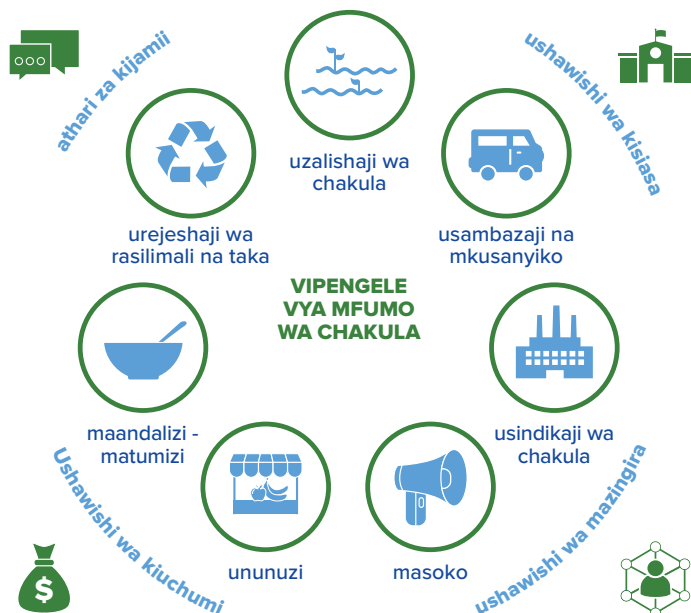 athari za kijamii
ushawishi wa kisiasa
uzalishaji wa
chakula
urejeshaji wa
rasilimali na taka
usambazaji na
mkusanyiko
VIPENGELE
VYA MFUMO
WA CHAKULA
maandalizi -
matumizi
usindikaji wa
chakula
ununuzi
masoko
Ushawishi wa kiuchumi
ushawishi wa mazingira
$